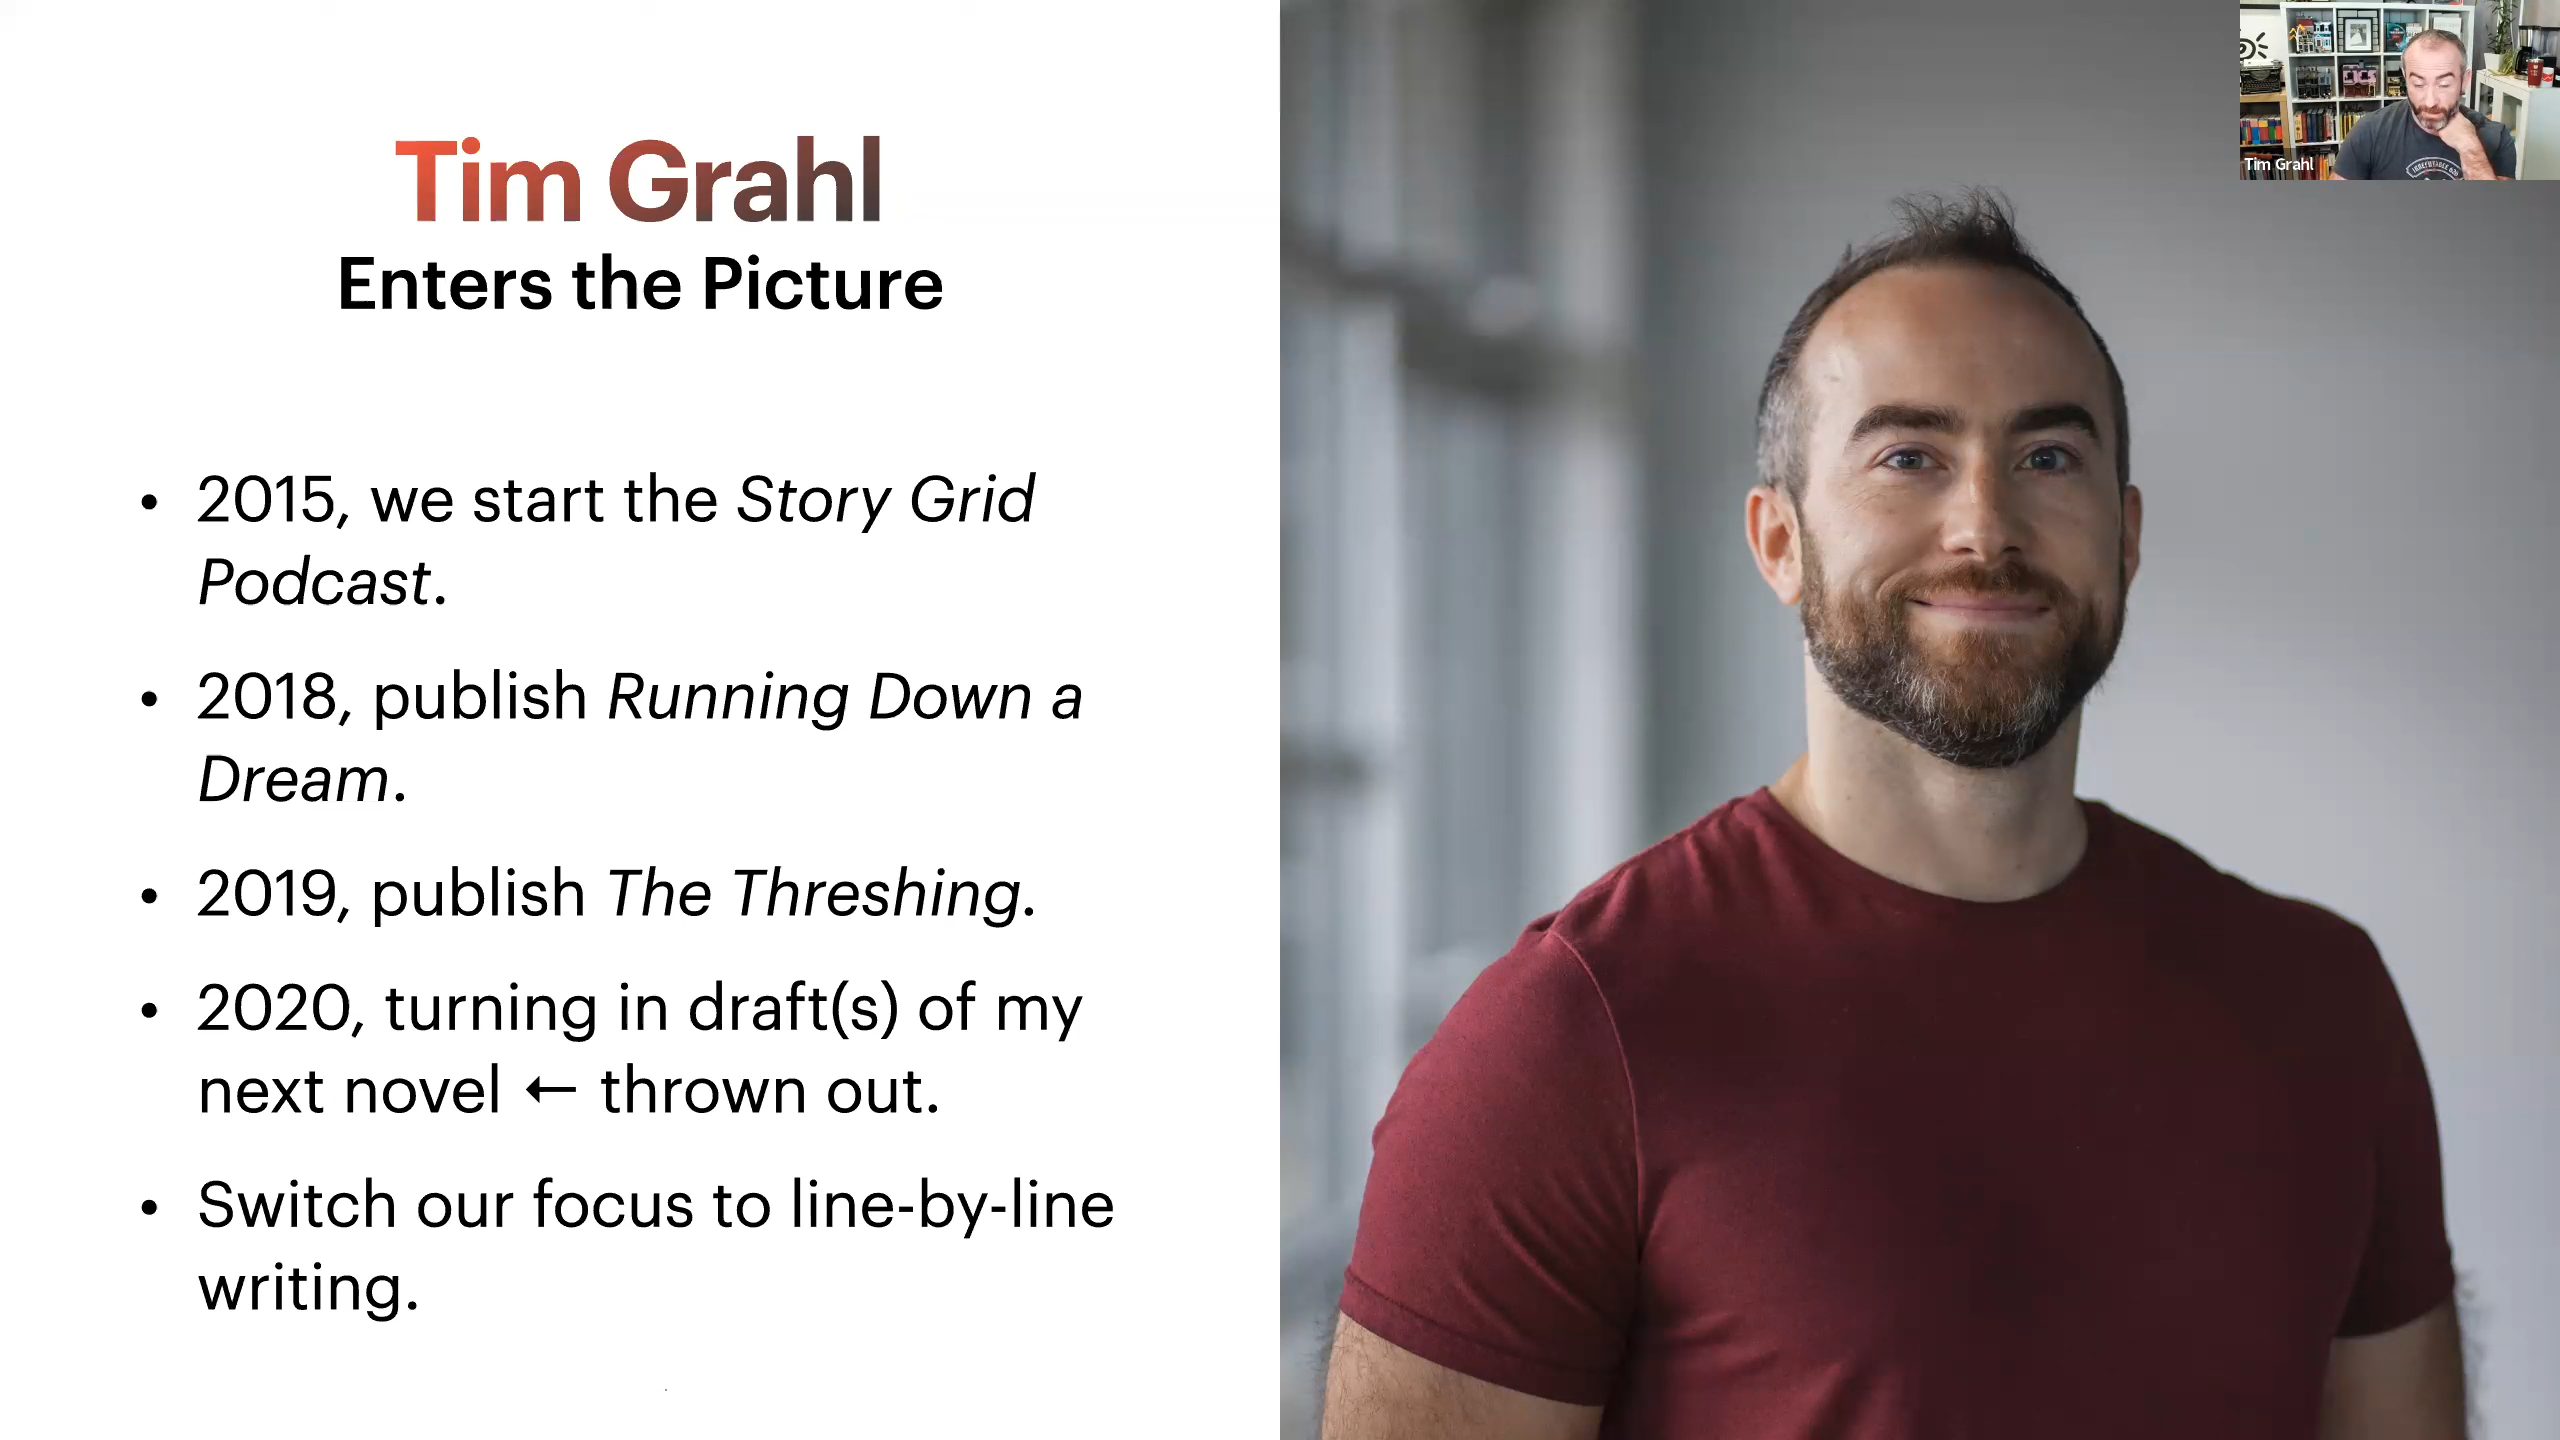 Tim Grahl
Enters the Picture
• 2015, we start the Story Grid
Podcast.
• 2018, publish Running Down a
Dream.
• 2019, publish The Threshing.
• 2020, turning in draft(s) of my
next novel ← thrown out.
• Switch our focus to line-by-line
writing.
Tim Grahl